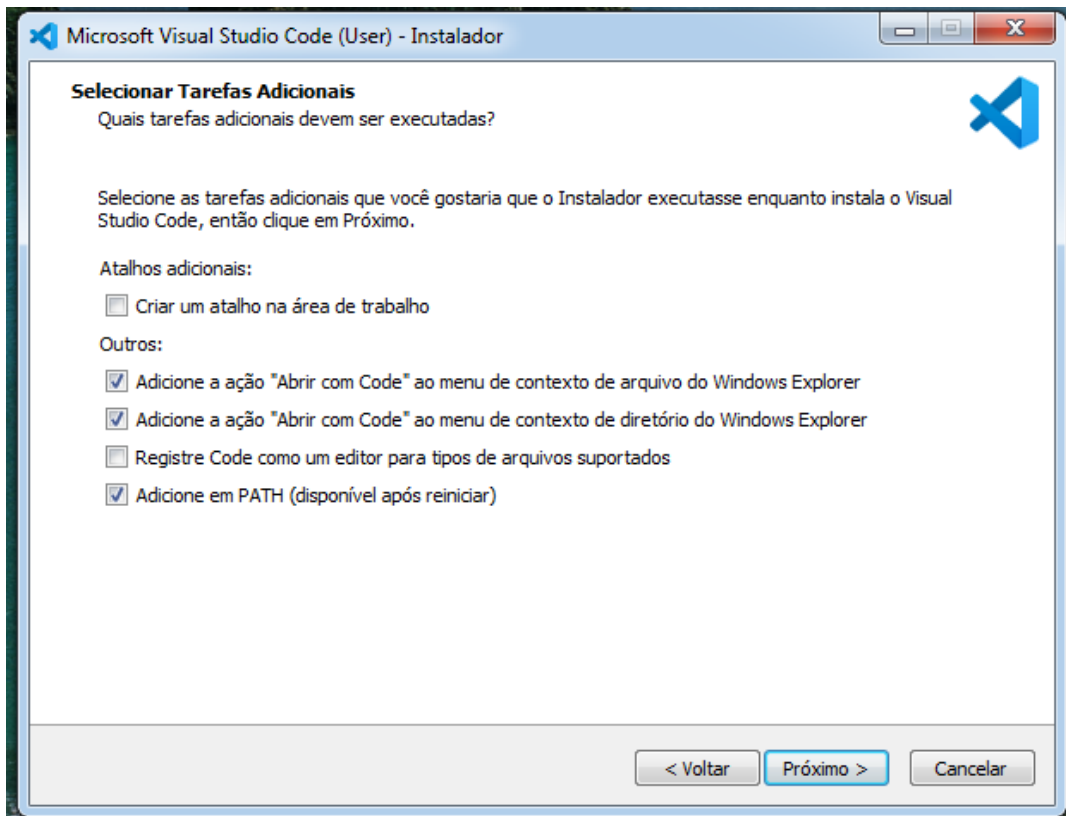 Microsoft Visual Studio Code (User) - Instalador
Selecionar Tarefas Adicionais
Quais tarefas adicionais devem ser executadas?
Selecione as tarefas adicionais que você gostaria que o Instalador executasse enquanto instala o Visual
Studio Code, então clique em Próximo.
Atalhos adicionais:
Criar um atalho na área de trabalho
Outros:
Adicione a ação "Abrir com Code" ao menu de contexto de arquivo do Windows Explorer
Adicione a ação "Abrir com Code" ao menu de contexto de diretório do Windows Explorer
Registre Code como um editor para tipos de arquivos suportados
Adicione em PATH (disponível após reiniciar)
< Voltar Próximo > Cancelar